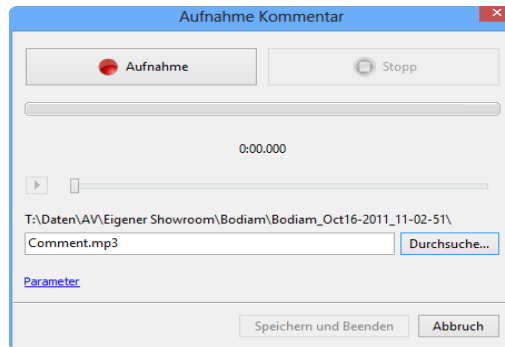 Aufnahme Kommentar
Aufnahme
Stopp
0:00.000
T:\Daten\AV\Eigener Showroom\Bodiam\Bodiam_Oct16-2011_11-02-51\
Comment.mp3
Durchsuche...
Parameter
Speichern und Beenden
Abbruch